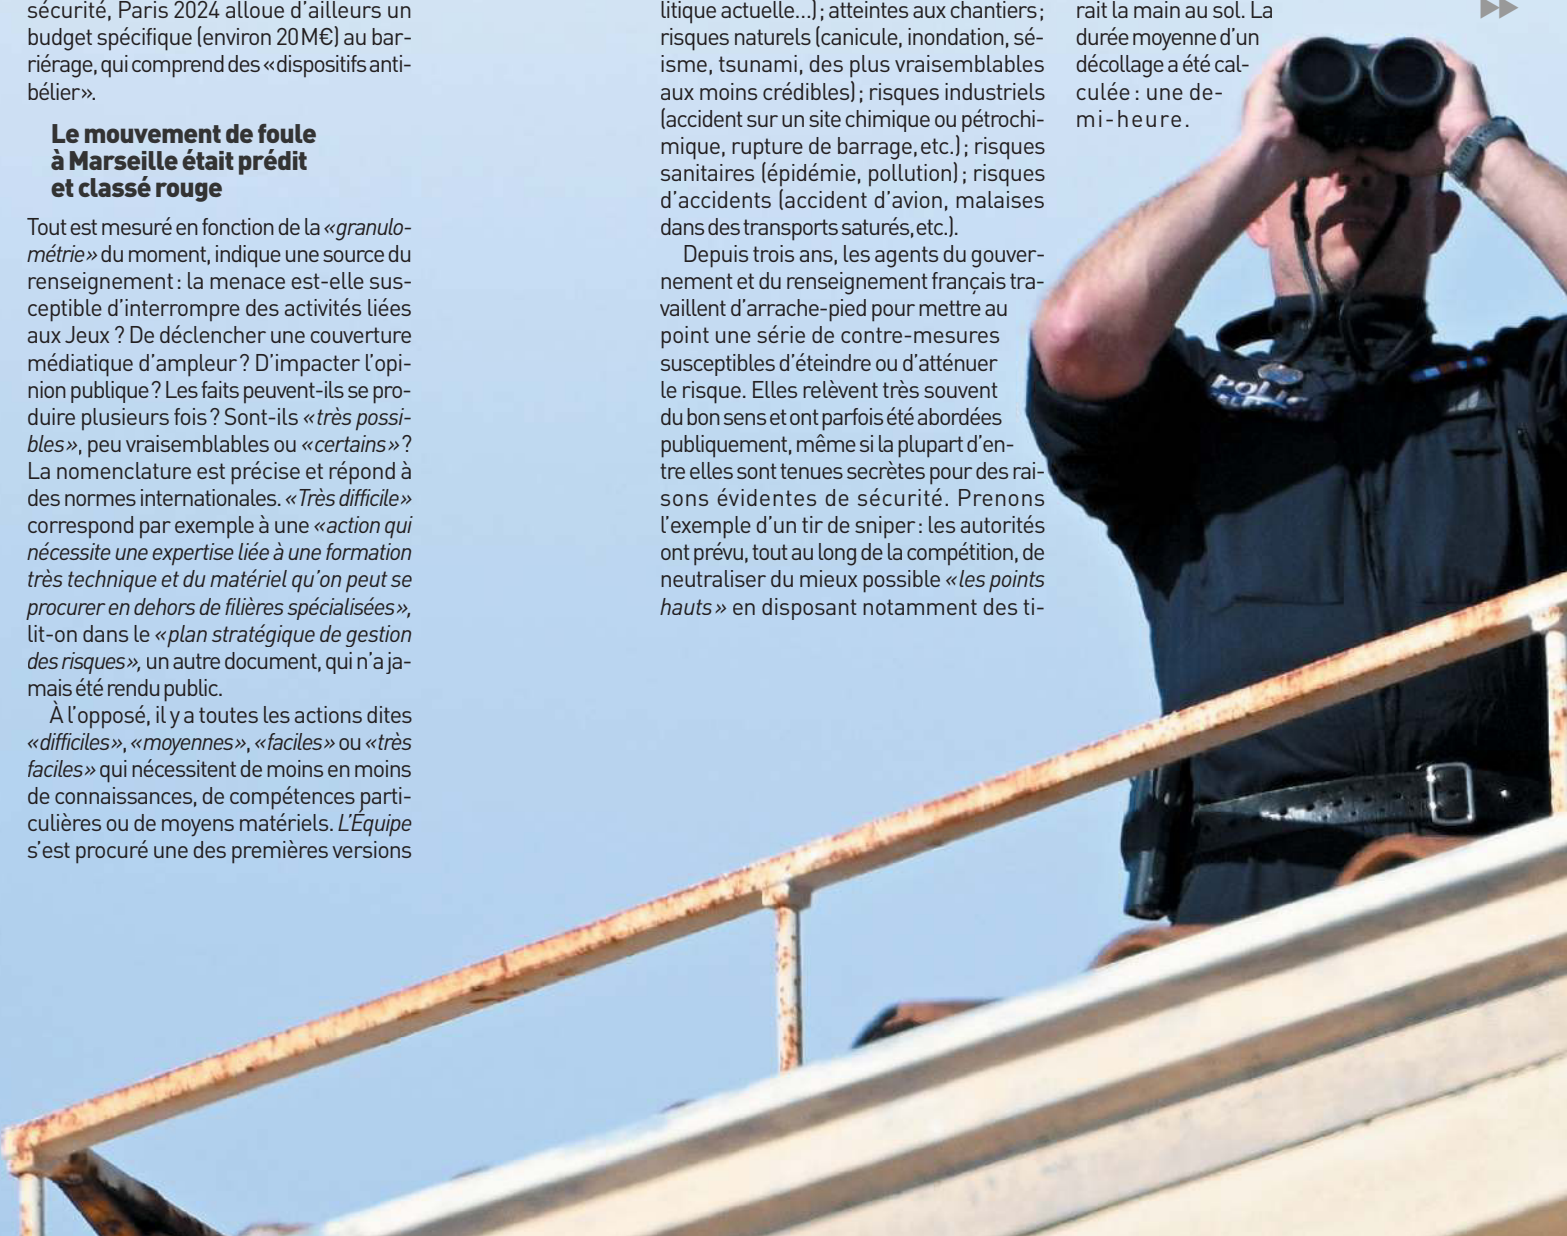 sécurité, Paris 2024 alloue d'ailleurs un
budget spécifique (environ 20 M€) au bar-
riérage, qui comprend des «dispositifs anti-
bélier».
Le mouvement de foule
à Marseille était prédit
et classé rouge
Tout est mesuré en fonction de la «granulo-
métrie» du moment, indique une source du
renseignement : la menace est-elle sus-
ceptible d'interrompre des activités liées
aux Jeux ? De déclencher une couverture
médiatique d'ampleur ? D'impacter l'opi-
nion publique ? Les faits peuvent-ils se pro-
duire plusieurs fois ? Sont-ils «très possi-
bles», peu vraisemblables ou «certains» ?
La nomenclature est précise et répond à
des normes internationales. «Très difficile»
correspond par exemple à une «action qui
nécessite une expertise liée à une formation
très technique et du matériel qu'on peut se
procurer en dehors de filières spécialisées»,
lit-on dans le «plan stratégique de gestion
des risques», un autre document, qui n'a ja-
mais été rendu public.
À l'opposé, il y a toutes les actions dites
«difficiles», «moyennes», «faciles» ou «très
faciles» qui nécessitent de moins en moins
de connaissances, de compétences parti-
culières ou de moyens matériels. L'Équipe
s'est procuré une des premières versions
litique actuelle...) ; atteintes aux chantiers ;
risques naturels (canicule, inondation, sé-
isme, tsunami, des plus vraisemblables
aux moins crédibles) ; risques industriels
(accident sur un site chimique ou pétrochi-
mique, rupture de barrage, etc.) ; risques
sanitaires (épidémie, pollution) ; risques
d'accidents (accident d'avion, malaises
dans des transports saturés, etc.).
Depuis trois ans, les agents du gouver-
nement et du renseignement français tra-
vaillent d'arrache-pied pour mettre au
point une série de contre-mesures
susceptibles d'éteindre ou d'atténuer
le risque. Elles relèvent très souvent
du bon sens et ont parfois été abordées
publiquement, même si la plupart d'en-
tre elles sont tenues secrètes pour des rai-
sons évidentes de sécurité. Prenons
l'exemple d'un tir de sniper : les autorités
ont prévu, tout au long de la compétition, de
neutraliser du mieux possible «les points
hauts» en disposant notamment des ti-
rait la main au sol. La
durée moyenne d'un
décollage a été cal-
culée : une de-
mi-heure.